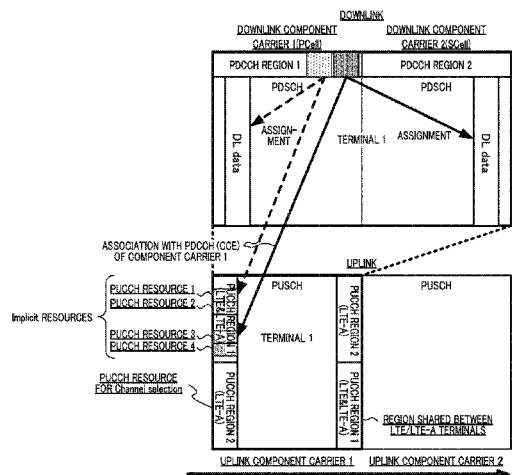 DOWNLINK
DOWNLINK COMPONENT
CARRIER 1(PCell)
DOWNLINK COMPONENT
CARRIER 2(SCell)
PDCCH REGION 1
PDCCH REGION 2
PDSCH
PDSCH
DL data
ASSIGN-
MENT
TERMINAL 1
ASSIGNMENT
DL data
ASSOCIATION WITH PDCCH (CCE)
OF COMPONENT CARRIER 1
UPLINK
Implicit RESOURCES
PUCCH RESOURCE 1
PUCCH RESOURCE 2
PUCCH RESOURCE 3
PUCCH RESOURCE 4
PUCCH REGION 1
(LTE&LTE-A)
PUSCH
TERMINAL 1
PUCCH REGION 2
(LTE-A)
PUSCH
PUCCH RESOURCE
FOR Channel selection
PUCCH REGION 2
(LTE-A)
PUCCH REGION 1
(LTE&LTE-A)
REGION SHARED BETWEEN
LTE/LTE-A TERMINALS
UPLINK COMPONENT CARRIER 1
UPLINK COMPONENT CARRIER 2